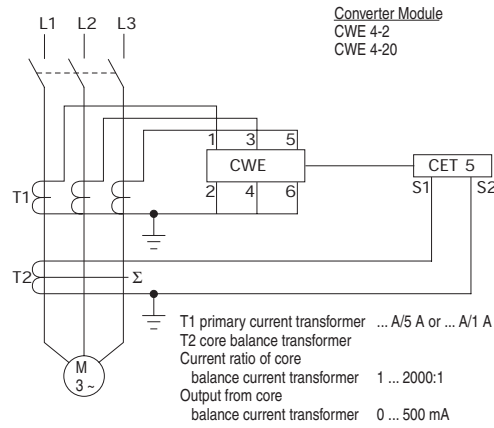 L1 L2 L3
Converter Module
CWE 4-2
CWE 4-20
1 3 5
CWE
CET 5
2 4 6
S1 S2
T1
T2
Σ
T1 primary current transformer ... A/5 A or ... A/1 A
T2 core balance transformer
Current ratio of core
balance current transformer 1 ... 2000:1
Output from core
balance current transformer 0 ... 500 mA
M
3 ~